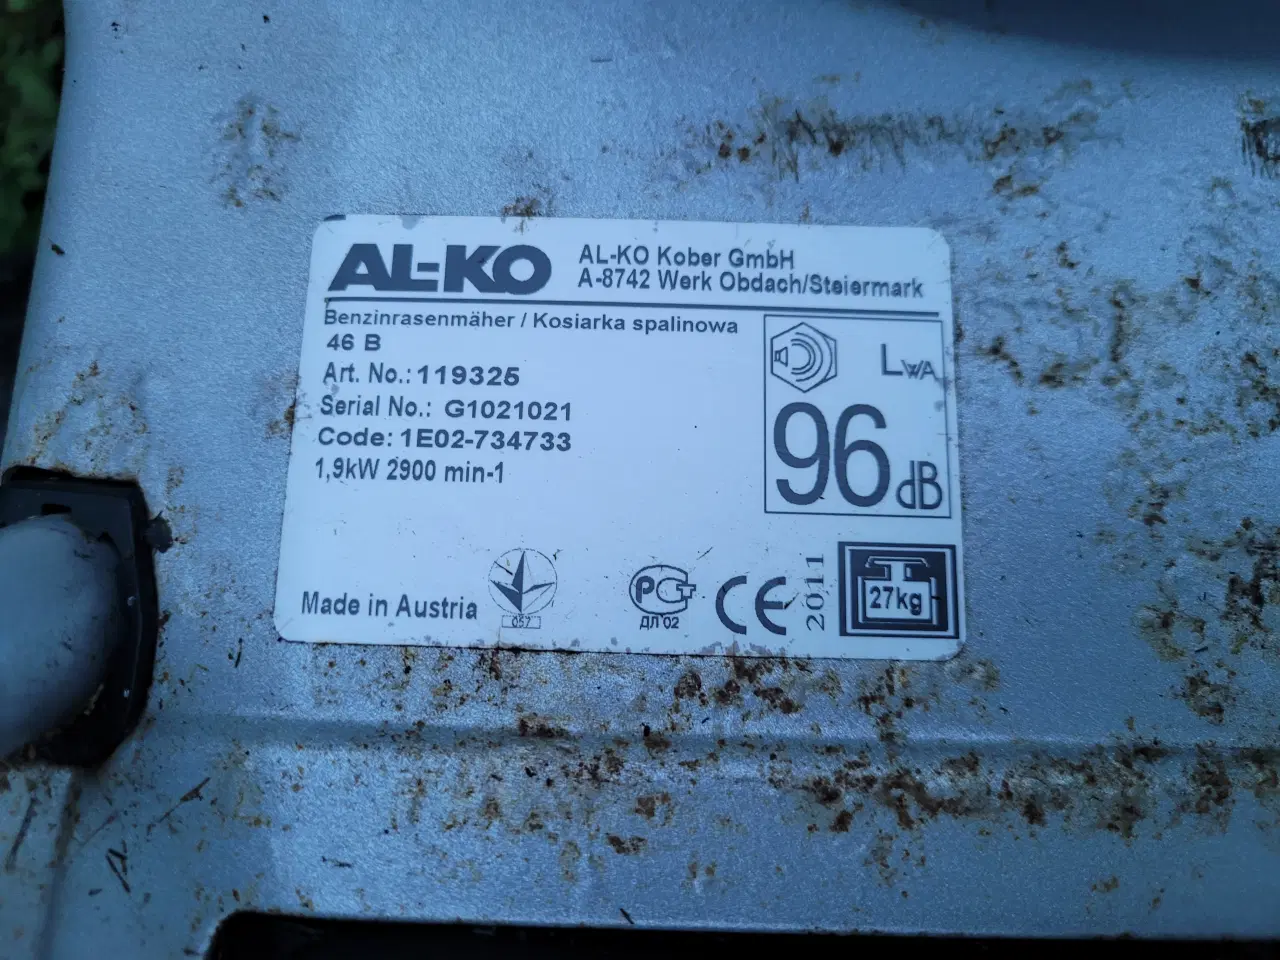 AL-KO
AL-KO Kober GmbH
A-8742 Werk Obdach/Steiermark
Benzinrasenmäher / Kosiarka spalinowa
46 B
Art. No.: 119325
Serial No.: G1021021
Code: 1E02-734733
1,9kW 2900 min-1
LWA
96 dB
Made in Austria
057
РСТ
ДЛ 02
CE
2011
27kg